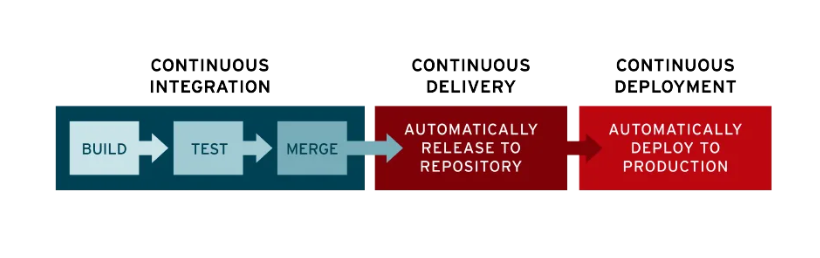 CONTINUOUS
INTEGRATION
CONTINUOUS
DELIVERY
CONTINUOUS
DEPLOYMENT
BUILD
TEST
MERGE
AUTOMATICALLY
RELEASE TO
REPOSITORY
AUTOMATICALLY
DEPLOY TO
PRODUCTION